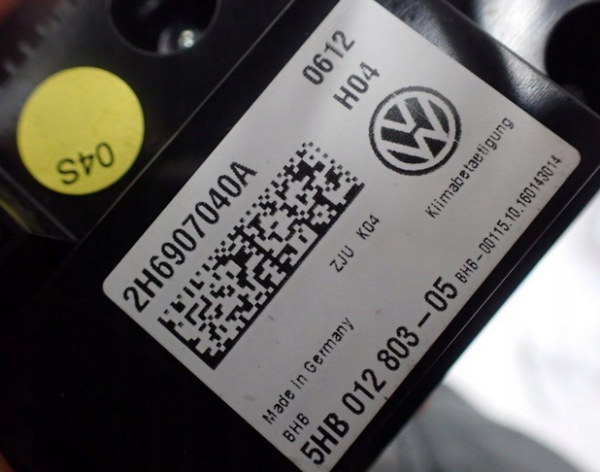 04S
2H6907040A
0612
H04
ZJU K04
Klimabetaetigung
Made in Germany
BHB
5HB 012 803-05
BHB-00115.10.160143014